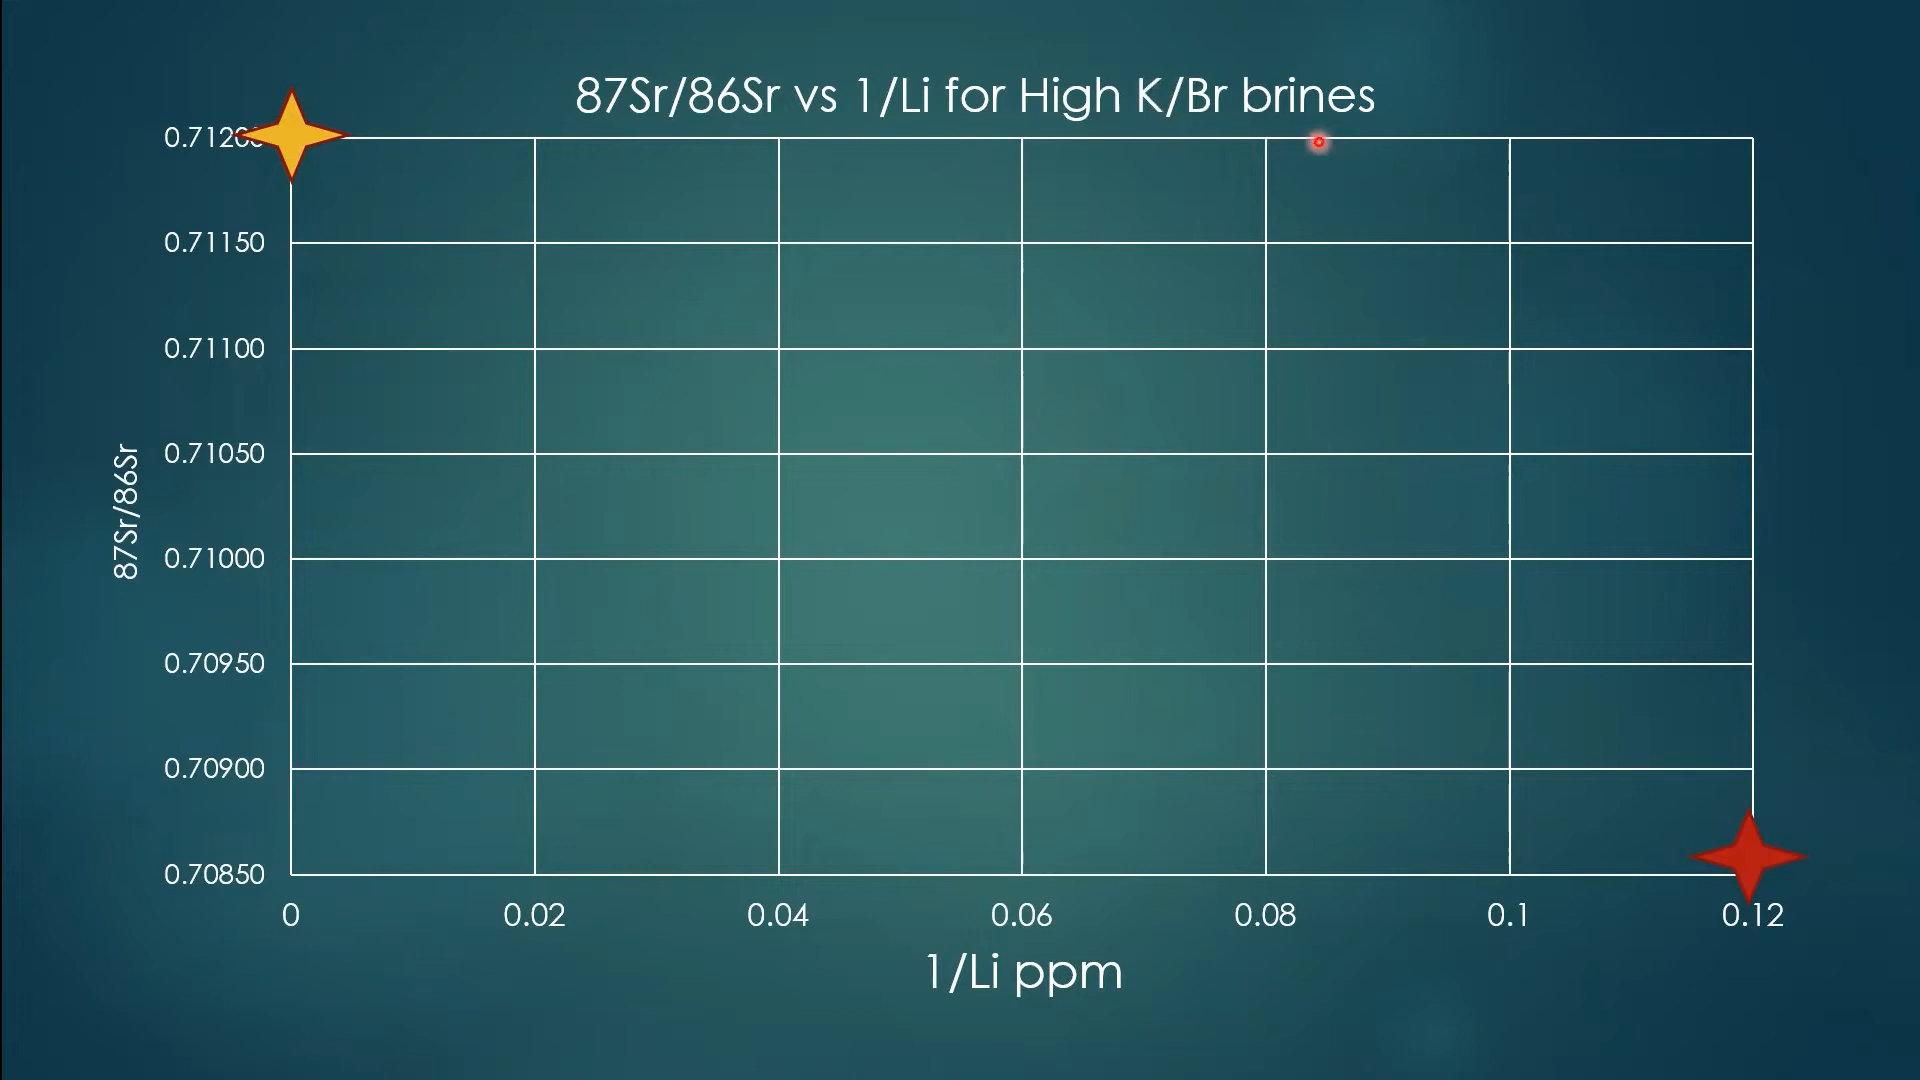 87Sr/86Sr vs 1/Li for High K/Br brines
0.71200
0.71150
0.71100
0.71050
0.71000
0.70950
0.70900
0.70850
87Sr/86Sr
0 0.02 0.04 0.06 0.08 0.1 0.12
1/Li ppm